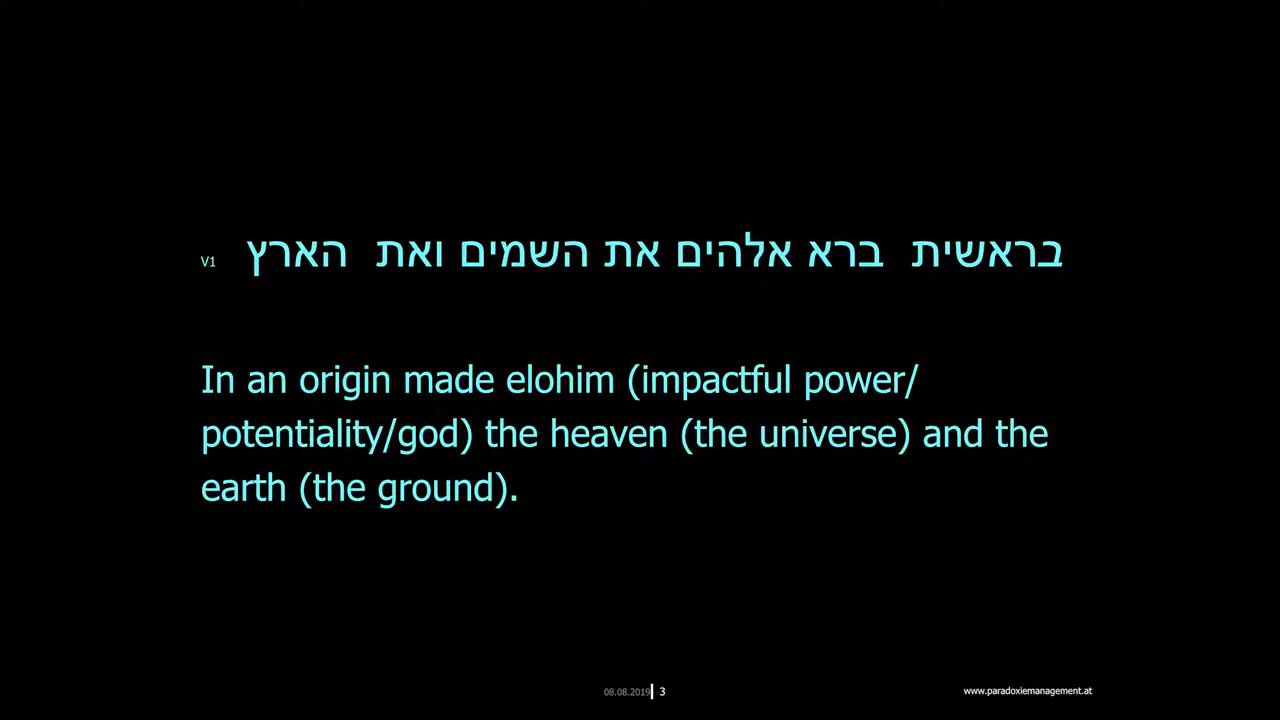 V1 בראשית ברא אלהים את השמים ואת הארץ
In an origin made elohim (impactful power/
potentiality/god) the heaven (the universe) and the
earth (the ground).
08.08.2019 3
www.paradoxiemanagement.at